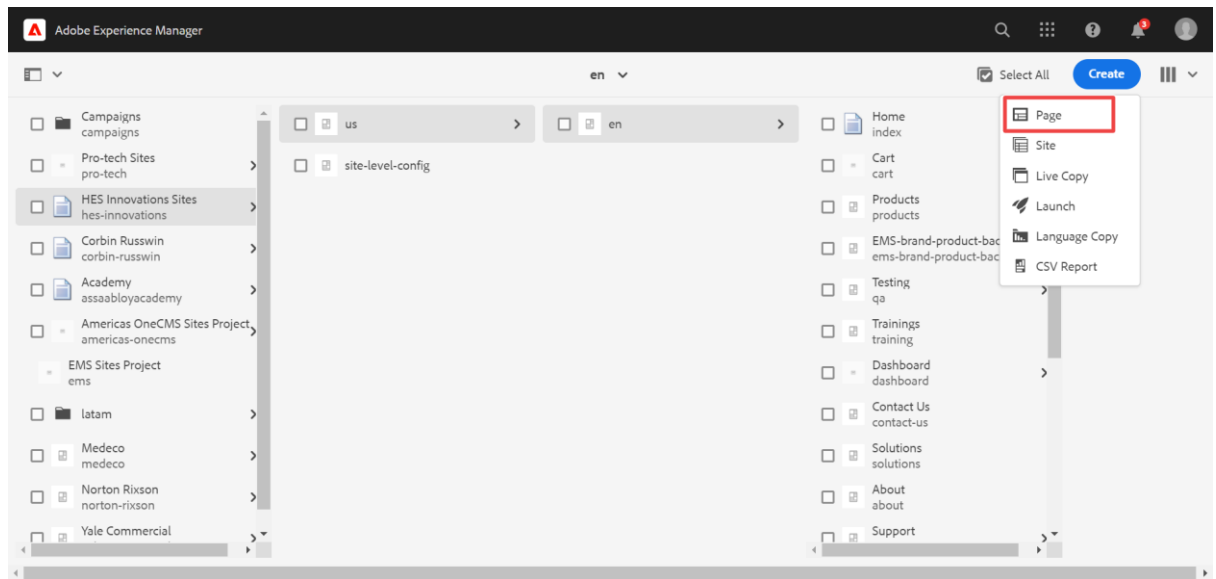 Adobe Experience Manager
3
en
Select All
Create
Page
Site
Live Copy
Launch
Language Copy
CSV Report
Campaigns
campaigns
Pro-tech Sites
pro-tech
HES Innovations Sites
hes-innovations
Corbin Russwin
corbin-russwin
Academy
assaabloyacademy
Americas OneCMS Sites Project
americas-onecms
EMS Sites Project
ems
latam
Medeco
medeco
Norton Rixson
norton-rixson
Yale Commercial
us
site-level-config
en
Home
index
Cart
cart
Products
products
EMS-brand-product-bac
ems-brand-product-bac
Testing
qa
Trainings
training
Dashboard
dashboard
Contact Us
contact-us
Solutions
solutions
About
about
Support